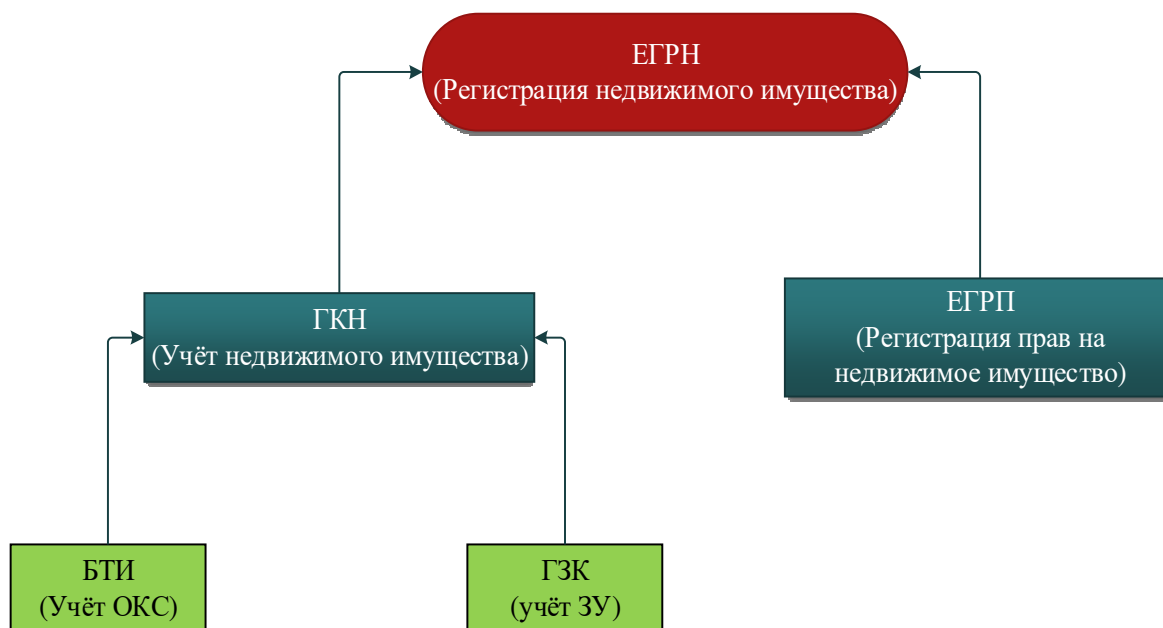 ЕГРН
(Регистрация недвижимого имущества)
ГКН
(Учёт недвижимого имущества)
ЕГРП
(Регистрация прав на
недвижимое имущество)
БТИ
(Учёт ОКС)
ГЗК
(учёт ЗУ)